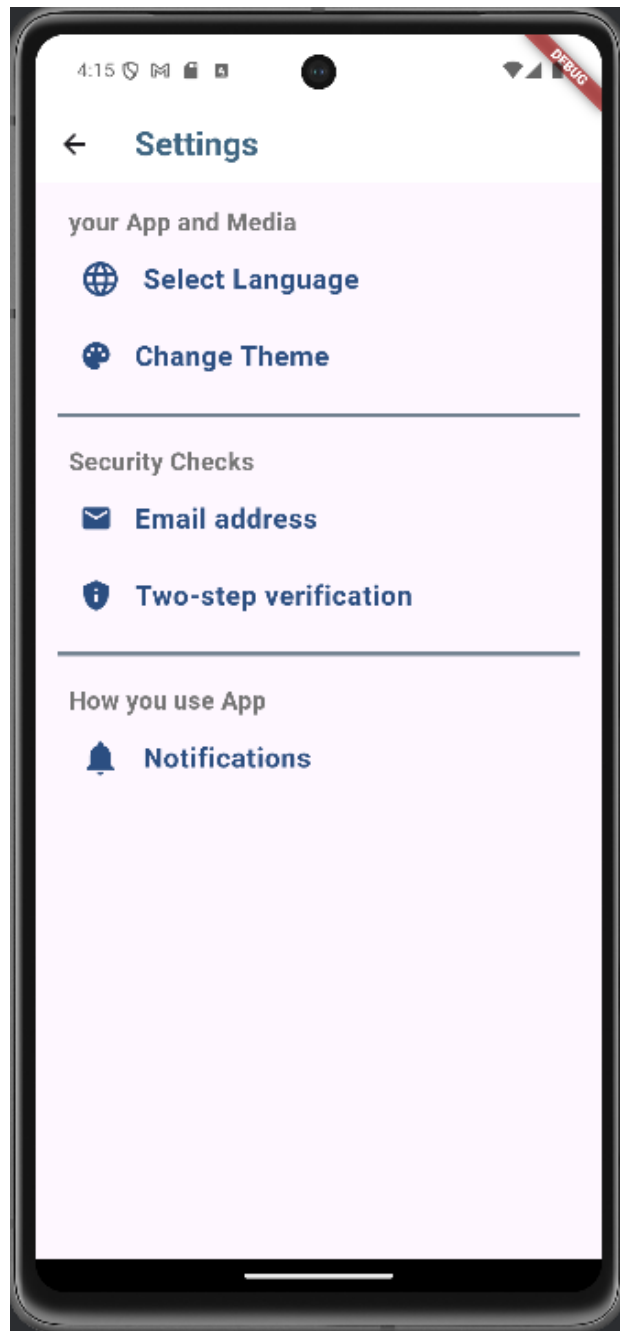 4:15
DEBUG
Settings
your App and Media
Select Language
Change Theme
Security Checks
Email address
Two-step verification
How you use App
Notifications